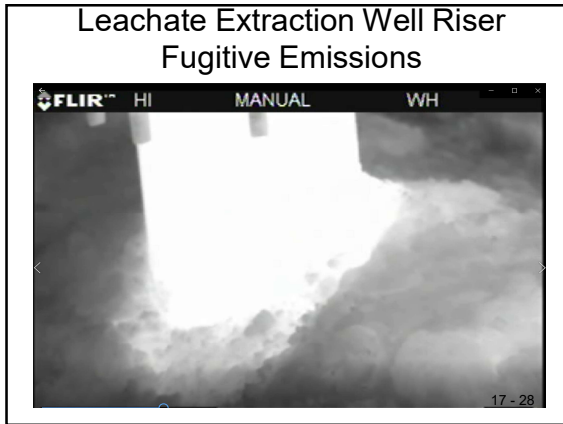 Leachate Extraction Well Riser
Fugitive Emissions
FLIR HI MANUAL WH
17 - 28